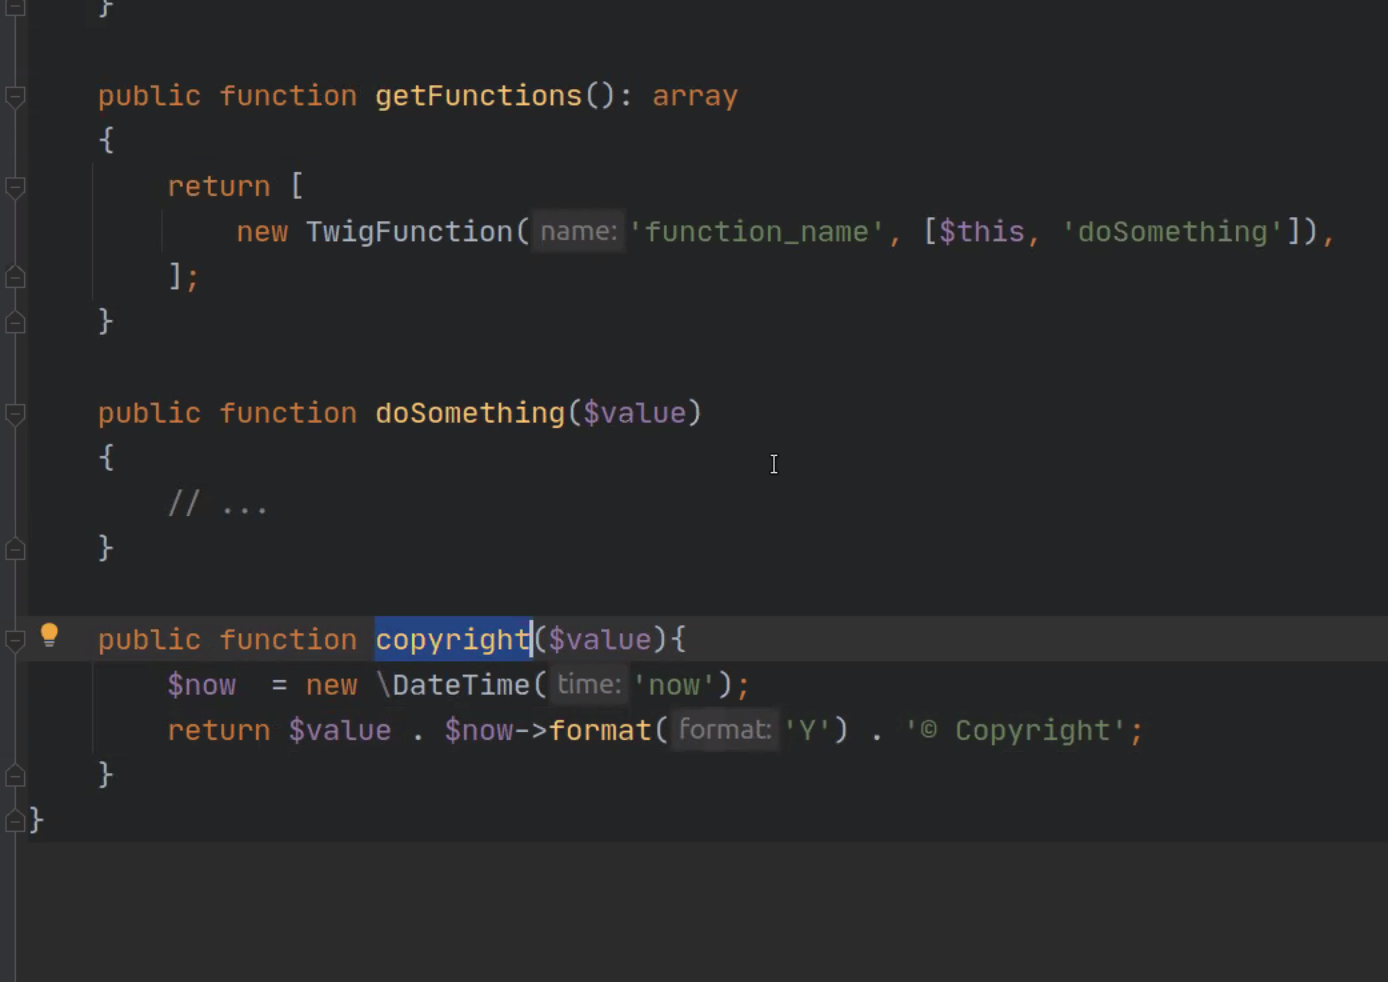 }
public function getFunctions(): array
{
return [
new TwigFunction( name: 'function_name', [$this, 'doSomething']),
];
}
public function doSomething($value)
{
// ...
}
public function copyright($value){
$now  = new \DateTime( time: 'now');
return $value . $now->format( format: 'Y') . '© Copyright';
}
}